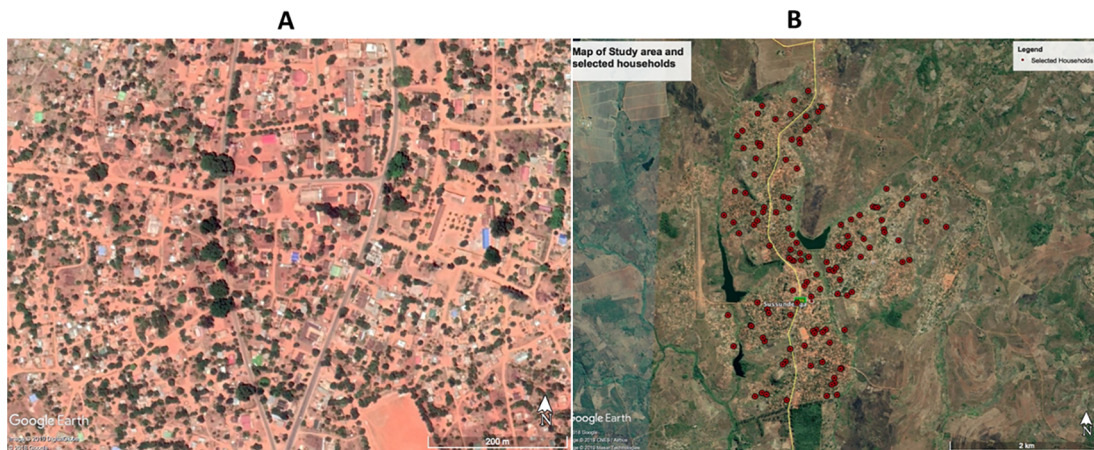 A
B
Map of Study area and
selected households
Legend
Selected Households
Google Earth
200 m
N
Google Earth
2 km
N